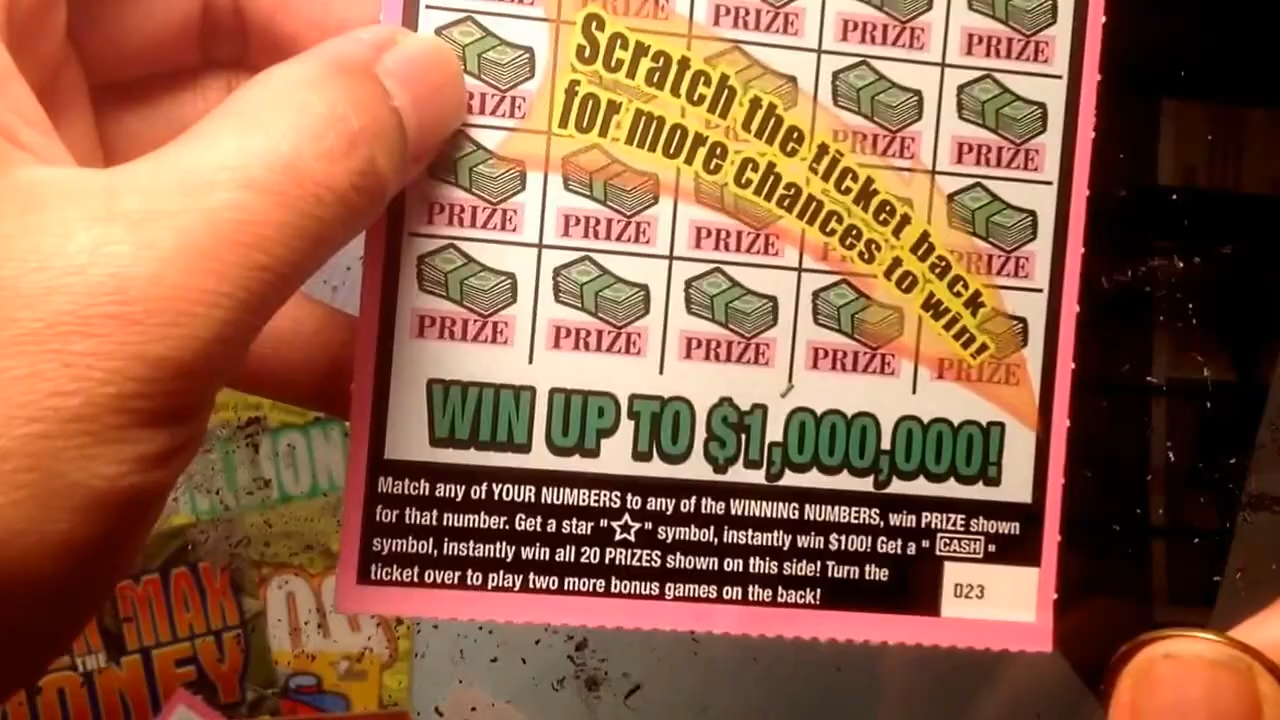 PRIZE PRIZE PRIZE PRIZE
PRIZE PRIZE
PRIZE PRIZE PRIZE PRIZE
PRIZE PRIZE PRIZE PRIZE PRIZE
Scratch the ticket back
for more chances to win!
WIN UP TO $1,000,000!
Match any of YOUR NUMBERS to any of the WINNING NUMBERS, win PRIZE shown
for that number. Get a star "☆" symbol, instantly win $100! Get a "CASH"
symbol, instantly win all 20 PRIZES shown on this side! Turn the
ticket over to play two more bonus games on the back!
023
MAX
THE
MONEY